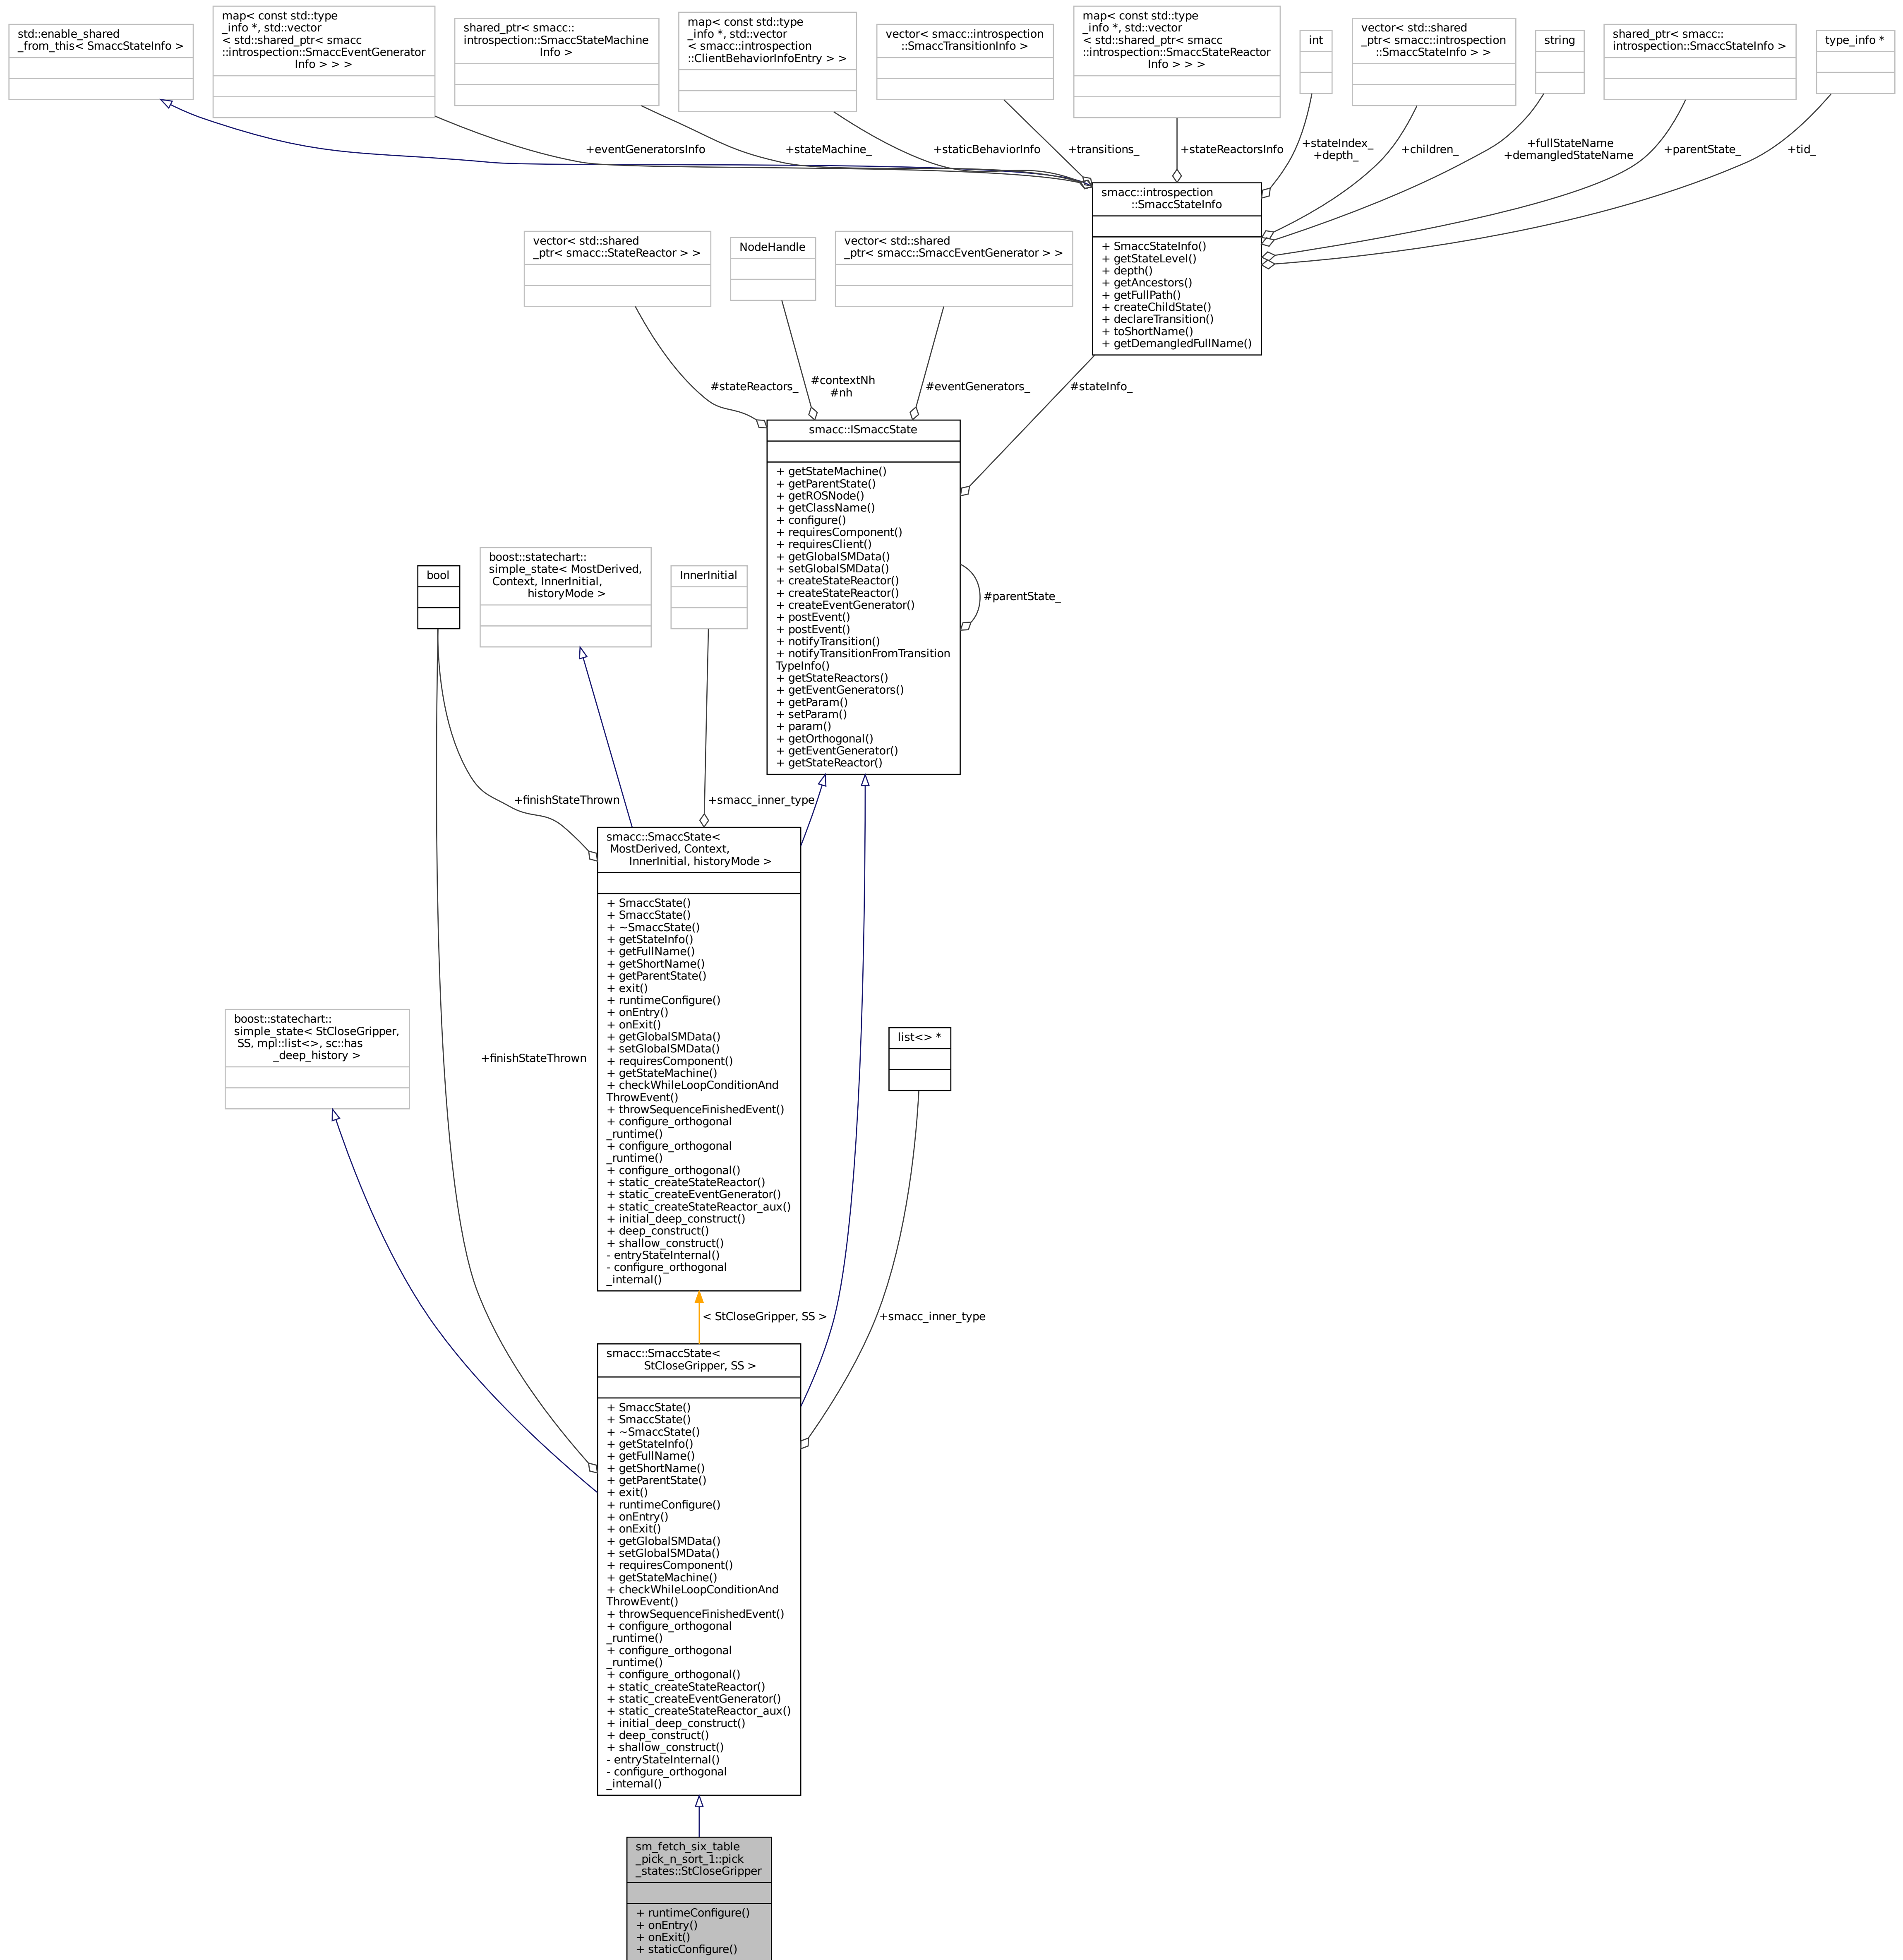 std::enable_shared
_from_this< SmaccStateInfo >
map< const std::type
_info *, std::vector
< std::shared_ptr< smacc
::introspection::SmaccEventGenerator
Info > > >
shared_ptr< smacc::
introspection::SmaccStateMachine
Info >
map< const std::type
_info *, std::vector
< smacc::introspection
::ClientBehaviorInfoEntry > >
vector< smacc::introspection
::SmaccTransitionInfo >
map< const std::type
_info *, std::vector
< std::shared_ptr< smacc
::introspection::SmaccStateReactor
Info > > >
int
vector< std::shared
_ptr< smacc::introspection
::SmaccStateInfo > >
string
shared_ptr< smacc::
introspection::SmaccStateInfo >
type_info *
+eventGeneratorsInfo
+stateMachine_
+staticBehaviorInfo
+transitions_
+stateReactorsInfo
+stateIndex_
+depth_
+children_
+fullStateName
+demangledStateName
+parentState_
+tid_
smacc::introspection
::SmaccStateInfo
+ SmaccStateInfo()
+ getStateLevel()
+ depth()
+ getAncestors()
+ getFullPath()
+ createChildState()
+ declareTransition()
+ toShortName()
+ getDemangledFullName()
vector< std::shared
_ptr< smacc::StateReactor > >
NodeHandle
vector< std::shared
_ptr< smacc::SmaccEventGenerator > >
#stateReactors_
#contextNh
#nh
#eventGenerators_
#stateInfo_
smacc::ISmaccState
+ getStateMachine()
+ getParentState()
+ getROSNode()
+ getClassName()
+ configure()
+ requiresComponent()
+ requiresClient()
+ getGlobalSMData()
+ setGlobalSMData()
+ createStateReactor()
+ createStateReactor()
+ createEventGenerator()
+ postEvent()
+ postEvent()
+ notifyTransition()
+ notifyTransitionFromTransition
TypeInfo()
+ getStateReactors()
+ getEventGenerators()
+ getParam()
+ setParam()
+ param()
+ getOrthogonal()
+ getEventGenerator()
+ getStateReactor()
#parentState_
bool
boost::statechart::
simple_state< MostDerived,
Context, InnerInitial,
historyMode >
InnerInitial
+finishStateThrown
+smacc_inner_type
smacc::SmaccState<
MostDerived, Context,
InnerInitial, historyMode >
+ SmaccState()
+ SmaccState()
+ ~SmaccState()
+ getStateInfo()
+ getFullName()
+ getShortName()
+ getParentState()
+ exit()
+ runtimeConfigure()
+ onEntry()
+ onExit()
+ getGlobalSMData()
+ setGlobalSMData()
+ requiresComponent()
+ getStateMachine()
+ checkWhileLoopConditionAnd
ThrowEvent()
+ throwSequenceFinishedEvent()
+ configure_orthogonal
_runtime()
+ configure_orthogonal
_runtime()
+ configure_orthogonal()
+ static_createStateReactor()
+ static_createEventGenerator()
+ static_createStateReactor_aux()
+ initial_deep_construct()
+ deep_construct()
+ shallow_construct()
- entryStateInternal()
- configure_orthogonal
_internal()
boost::statechart::
simple_state< StCloseGripper,
SS, mpl::list<>, sc::has
_deep_history >
+finishStateThrown
list<> *
< StCloseGripper, SS >
+smacc_inner_type
smacc::SmaccState<
StCloseGripper, SS >
+ SmaccState()
+ SmaccState()
+ ~SmaccState()
+ getStateInfo()
+ getFullName()
+ getShortName()
+ getParentState()
+ exit()
+ runtimeConfigure()
+ onEntry()
+ onExit()
+ getGlobalSMData()
+ setGlobalSMData()
+ requiresComponent()
+ getStateMachine()
+ checkWhileLoopConditionAnd
ThrowEvent()
+ throwSequenceFinishedEvent()
+ configure_orthogonal
_runtime()
+ configure_orthogonal
_runtime()
+ configure_orthogonal()
+ static_createStateReactor()
+ static_createEventGenerator()
+ static_createStateReactor_aux()
+ initial_deep_construct()
+ deep_construct()
+ shallow_construct()
- entryStateInternal()
- configure_orthogonal
_internal()
sm_fetch_six_table
_pick_n_sort_1::pick
_states::StCloseGripper
+ runtimeConfigure()
+ onEntry()
+ onExit()
+ staticConfigure()